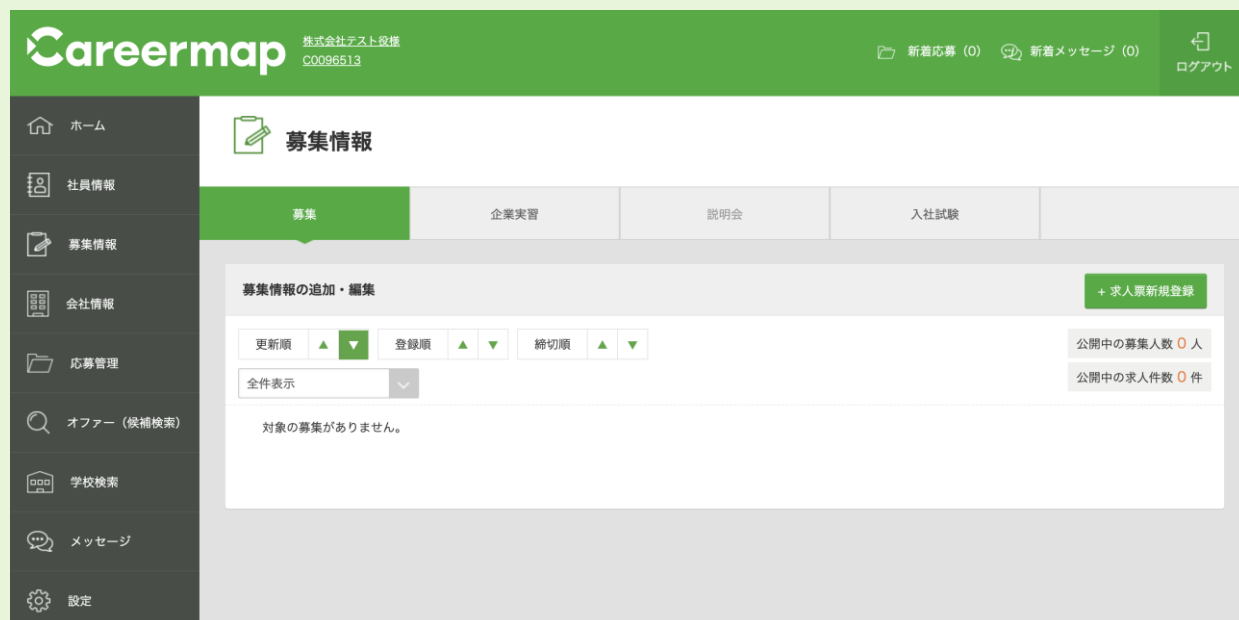 Careermap
株式会社テスト役様
C0096513
新着応募（0）
新着メッセージ（0）
ログアウト
ホーム
社員情報
募集情報
会社情報
応募管理
オファー（候補検索）
学校検索
メッセージ
設定
募集情報
募集
企業実習
説明会
入社試験
募集情報の追加・編集
+ 求人票新規登録
更新順 ▲ ▼ 登録順 ▲ ▼ 締切順 ▲ ▼
公開中の募集人数 0 人
全件表示
公開中の求人件数 0 件
対象の募集がありません。